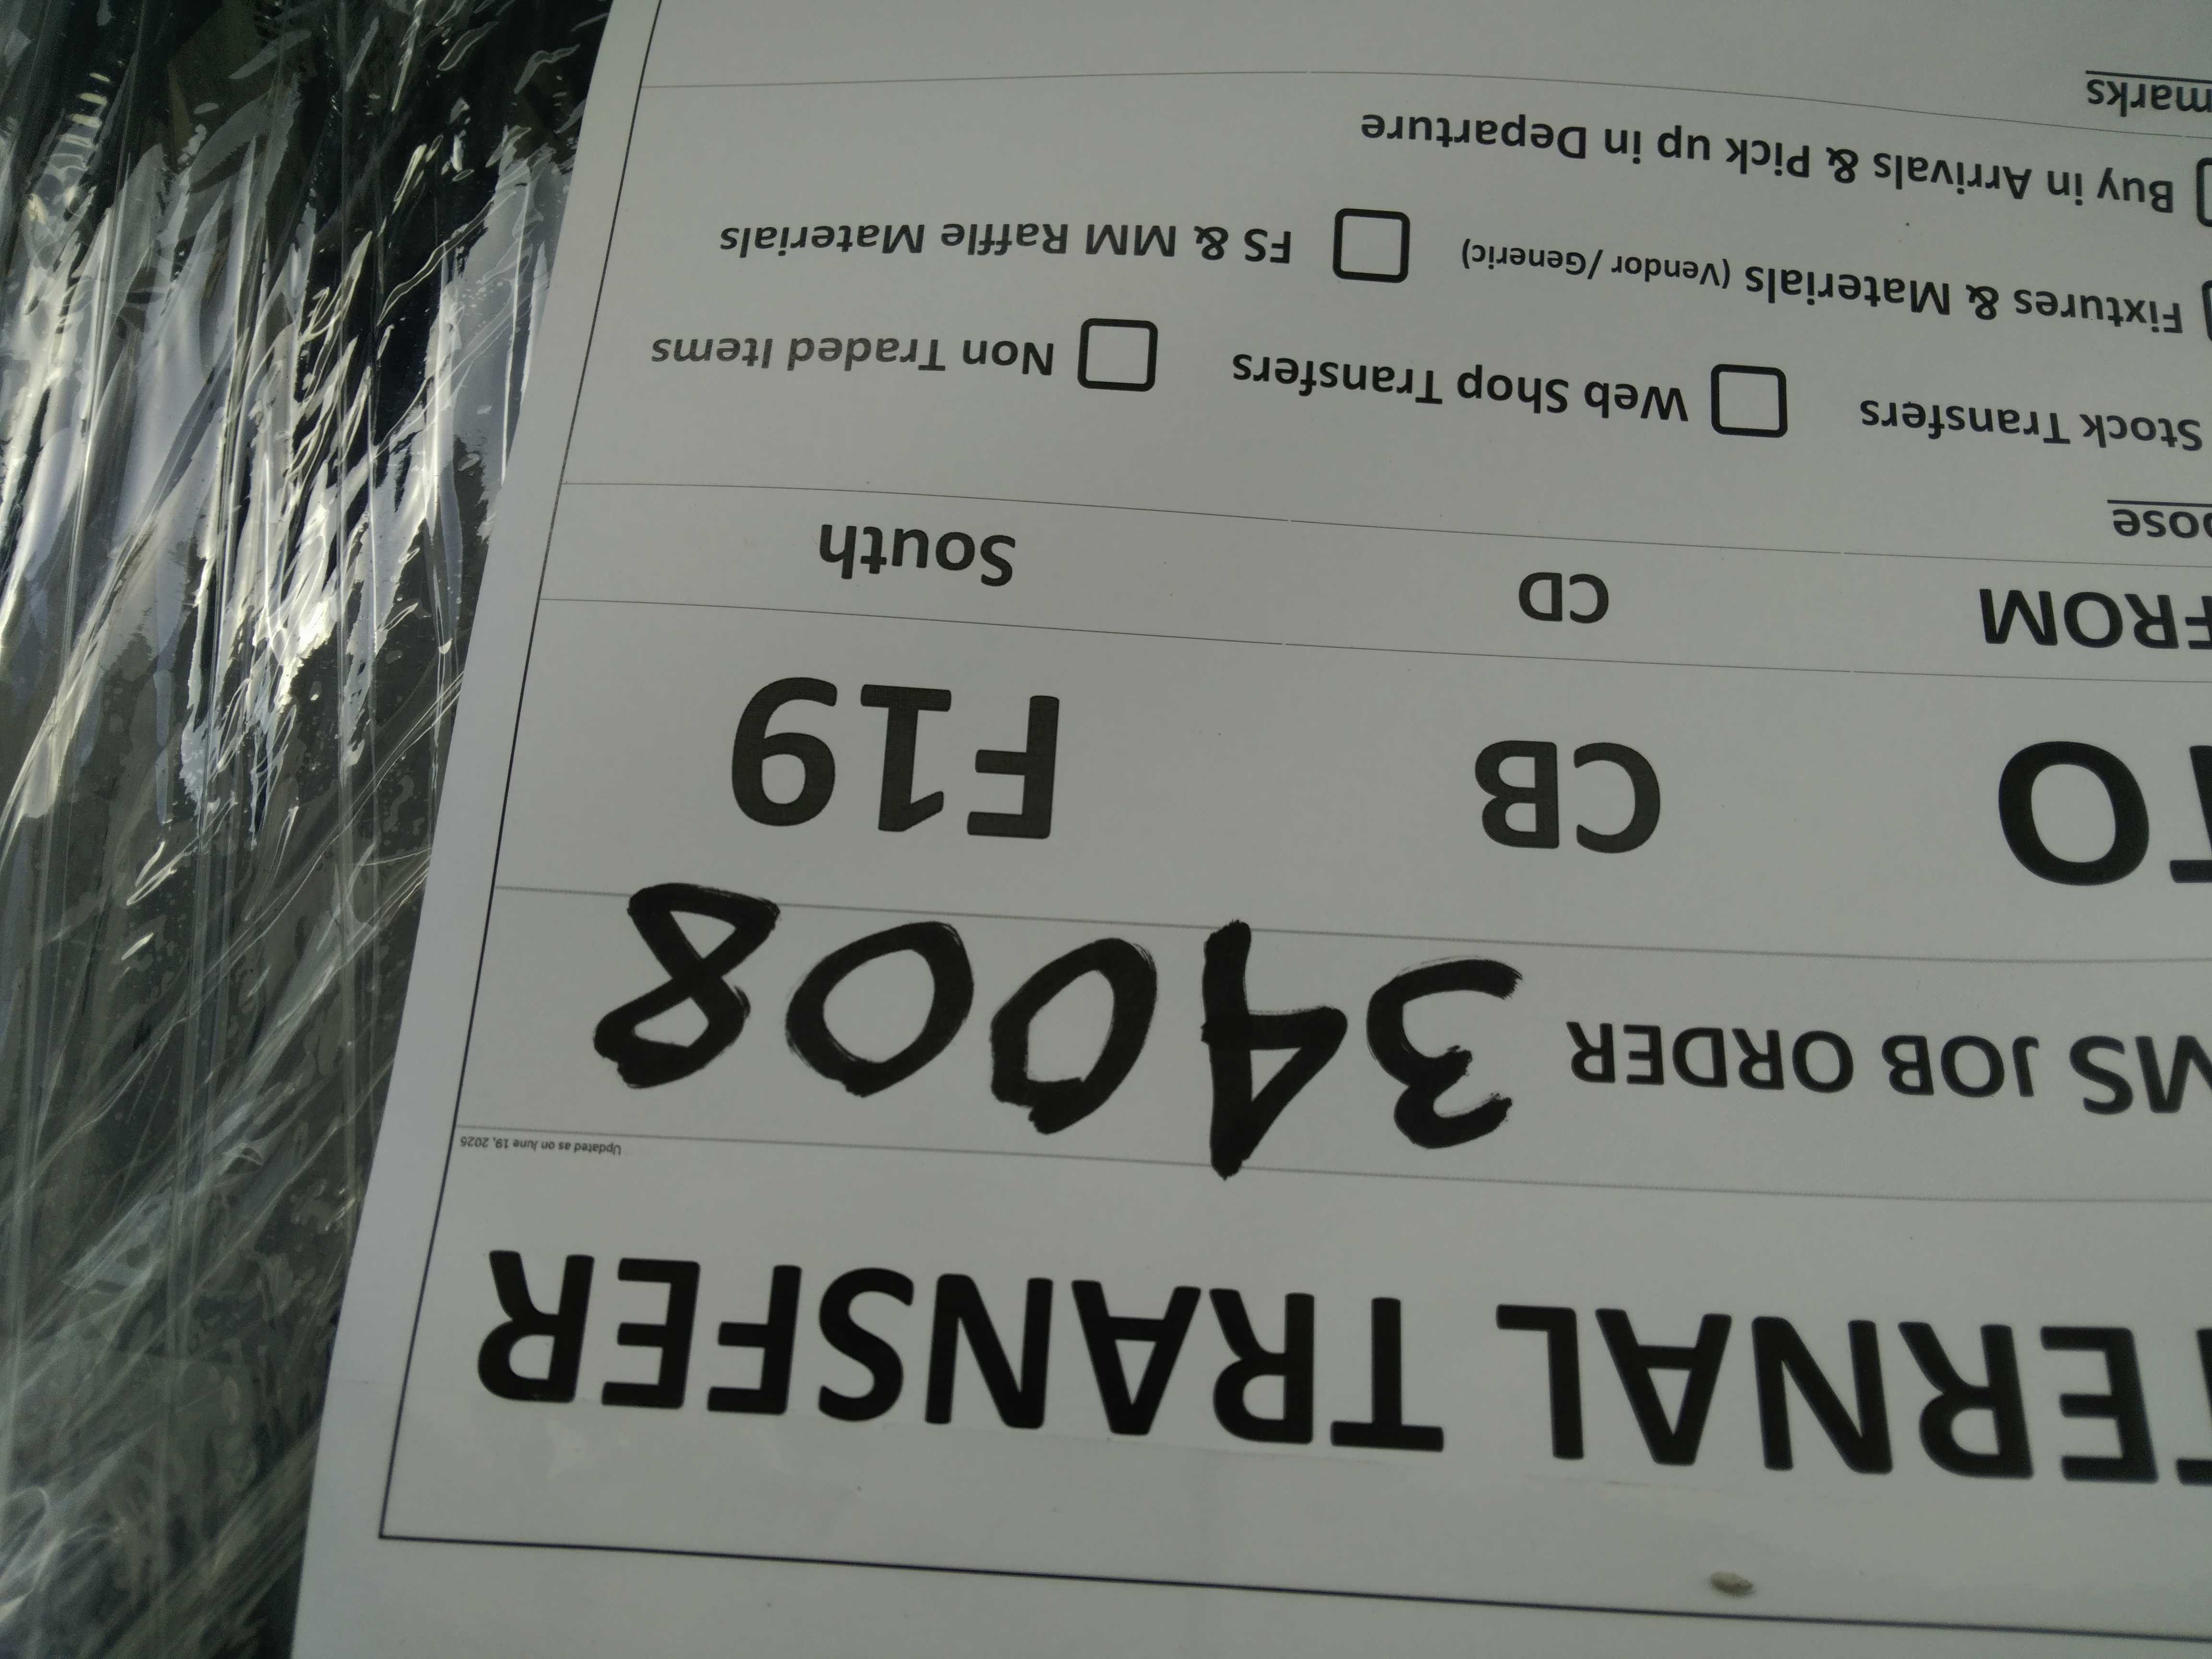 TERNAL TRANSFER
Updated as on June 19, 2025
MS JOB ORDER 34008
TO CB F19
FROM CD South
pose
Stock Transfers Web Shop Transfers Non Traded Items
Fixtures & Materials (Vendor /Generic) FS & MM Raffle Materials
Buy in Arrivals & Pick up in Departure
marks